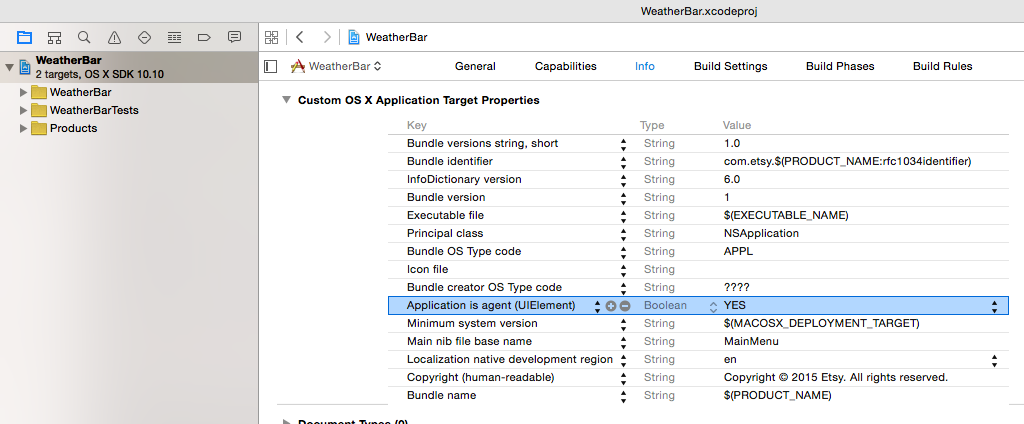 WeatherBar.xcodeproj
WeatherBar
WeatherBar
2 targets, OS X SDK 10.10
WeatherBar
WeatherBarTests
Products
WeatherBar General Capabilities Info Build Settings Build Phases Build Rules
Custom OS X Application Target Properties
Key Type Value
Bundle versions string, short String 1.0
Bundle identifier String com.etsy.$(PRODUCT_NAME:rfc1034identifier)
InfoDictionary version String 6.0
Bundle version String 1
Executable file String $(EXECUTABLE_NAME)
Principal class String NSApplication
Bundle OS Type code String APPL
Icon file String
Bundle creator OS Type code String ????
Application is agent (UIElement) Boolean YES
Minimum system version String $(MACOSX_DEPLOYMENT_TARGET)
Main nib file base name String MainMenu
Localization native development region String en
Copyright (human-readable) String Copyright © 2015 Etsy. All rights reserved.
Bundle name String $(PRODUCT_NAME)
Document Types (0)